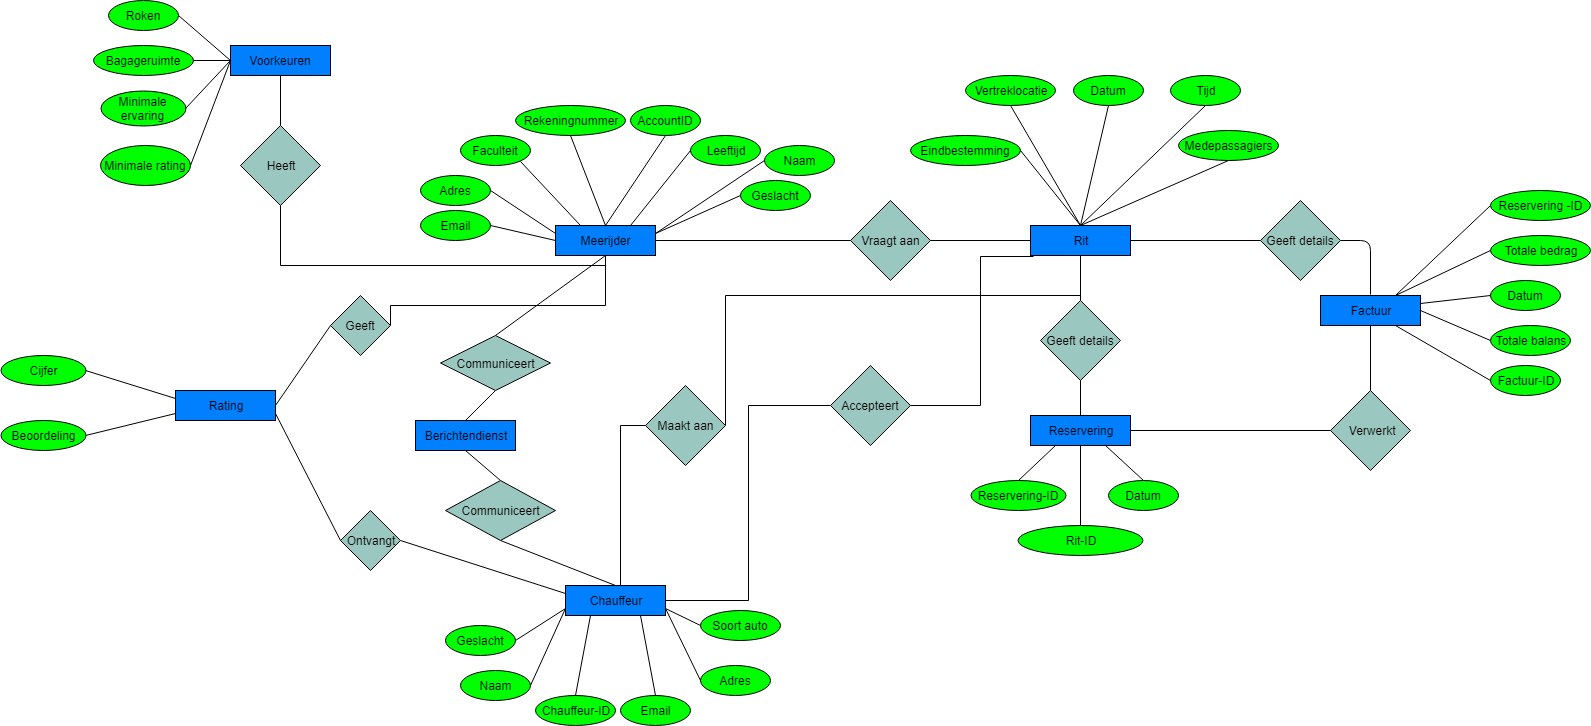 Roken
Voorkeuren
Bagageruimte
Minimale
ervaring
Minimale rating
Heeft
Rekeningnummer
AccountID
Faculteit
Leeftijd
Naam
Adres
Geslacht
Email
Meerijder
Vraagt aan
Vertreklocatie
Datum
Tijd
Eindbestemming
Medepassagiers
Rit
Geeft details
Reservering -ID
Totale bedrag
Datum
Factuur
Totale balans
Factuur-ID
Geeft
Communiceert
Geeft details
Cijfer
Rating
Beoordeling
Berichtendienst
Maakt aan
Accepteert
Reservering
Verwerkt
Reservering-ID
Datum
Rit-ID
Communiceert
Ontvangt
Chauffeur
Geslacht
Soort auto
Naam
Adres
Chauffeur-ID
Email